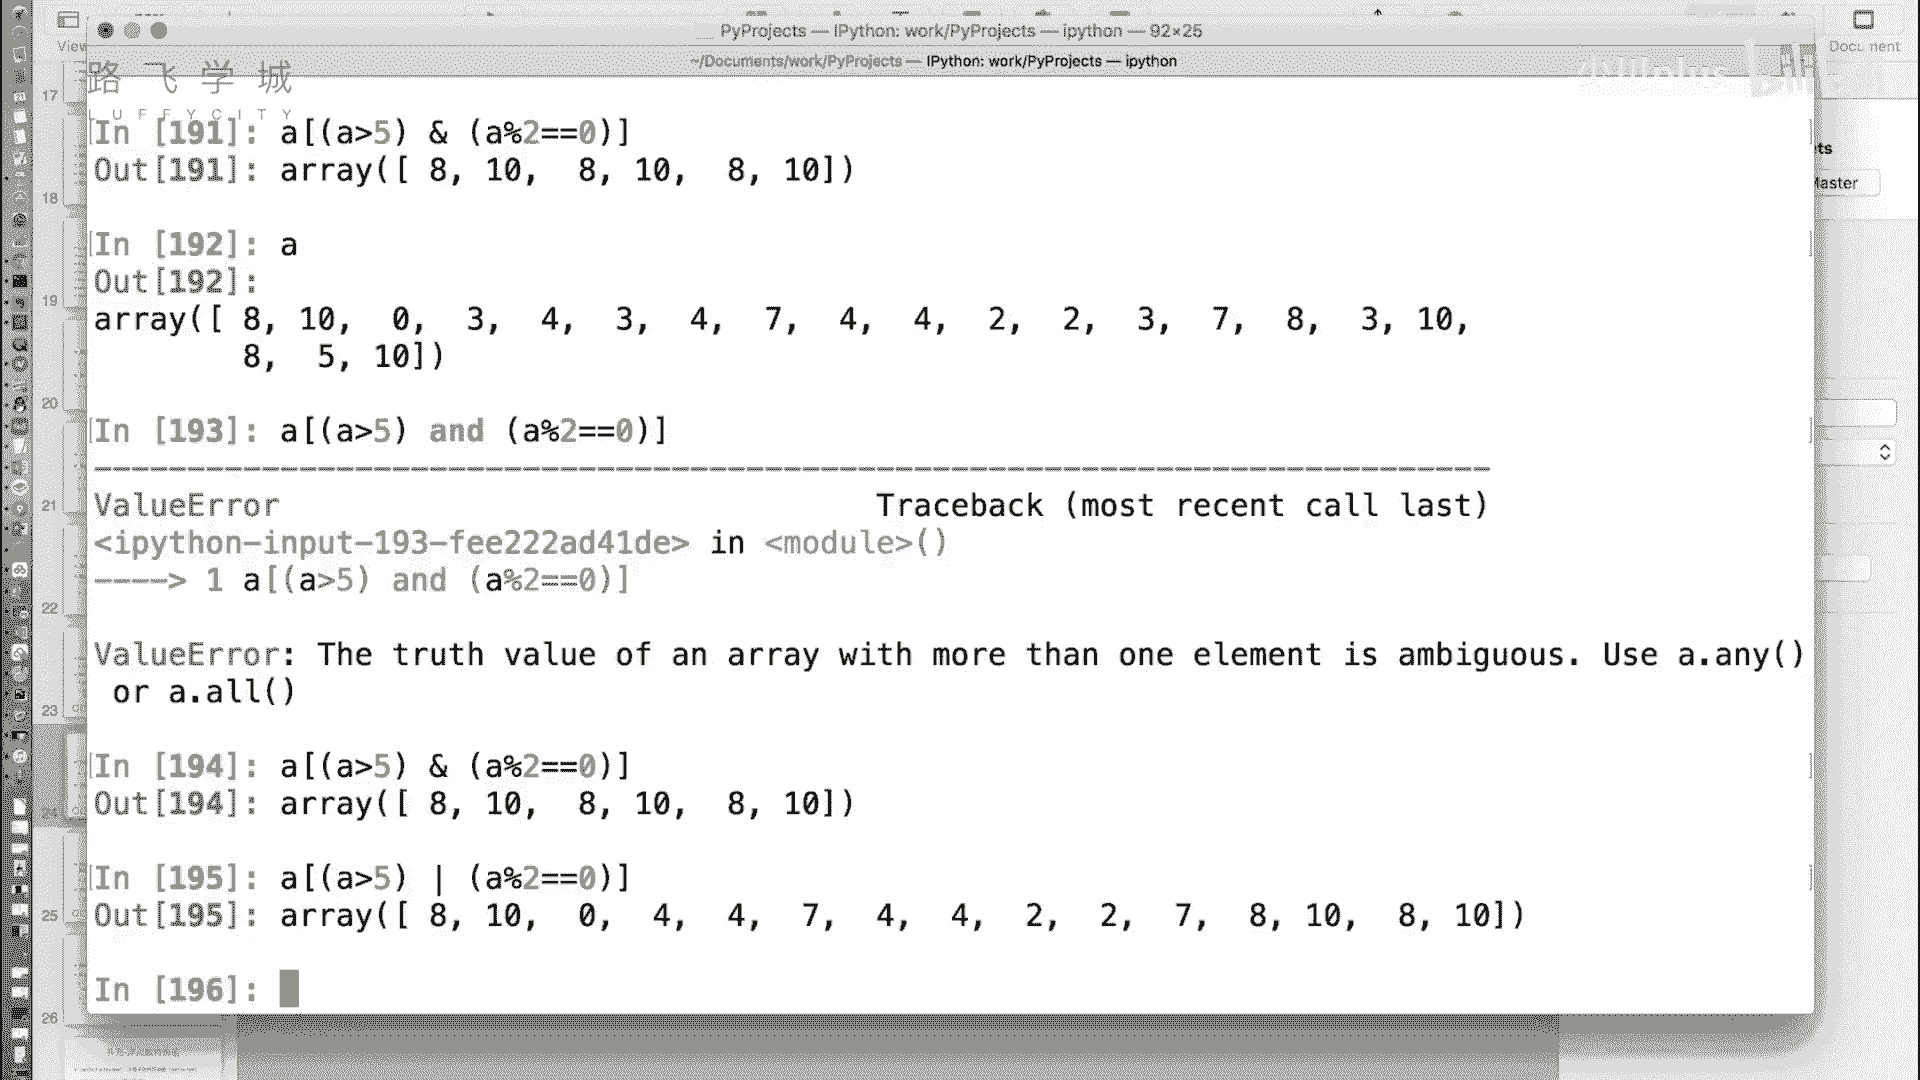 View
PyProjects — IPython: work/PyProjects — ipython — 92×25
Document
~/Documents/work/PyProjects — IPython: work/PyProjects — ipython
路飞学城
LUFFYCITY
In [191]: a[(a>5) & (a%2==0)]
Out[191]: array([ 8, 10,  8, 10,  8, 10])
In [192]: a
Out[192]:
array([ 8, 10,  0,  3,  4,  3,  4,  7,  4,  4,  2,  2,  3,  7,  8,  3, 10,
        8,  5, 10])
In [193]: a[(a>5) and (a%2==0)]
---------------------------------------------------------------------------
ValueError                                Traceback (most recent call last)
<ipython-input-193-fee222ad41de> in <module>()
----> 1 a[(a>5) and (a%2==0)]
ValueError: The truth value of an array with more than one element is ambiguous. Use a.any()
 or a.all()
In [194]: a[(a>5) & (a%2==0)]
Out[194]: array([ 8, 10,  8, 10,  8, 10])
In [195]: a[(a>5) | (a%2==0)]
Out[195]: array([ 8, 10,  0,  4,  4,  7,  4,  4,  2,  2,  7,  8, 10,  8, 10])
In [196]:
17
18
19
20
21
22
23
24
25
26